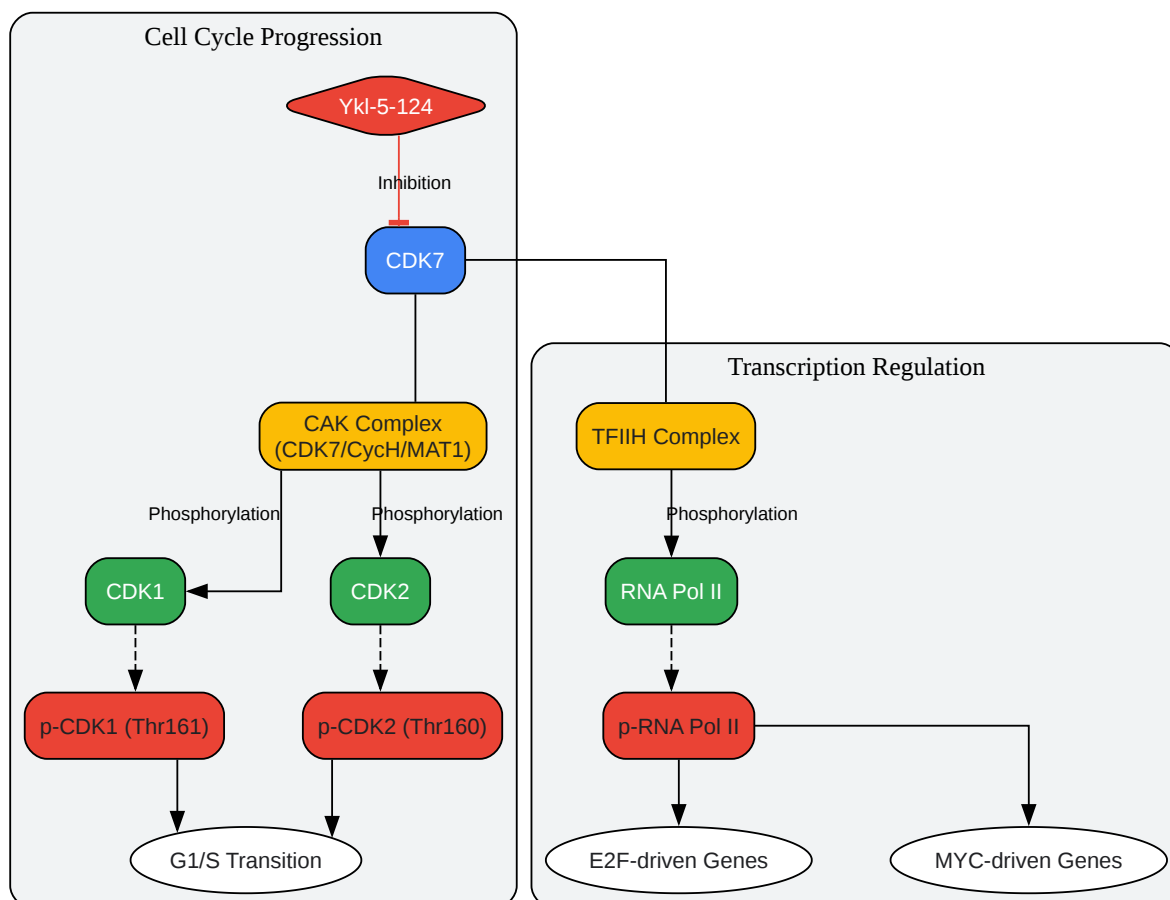 Cell Cycle Progression
Ykl-5-124
Inhibition
CDK7
Transcription Regulation
CAK Complex
(CDK7/CycH/MAT1)
TFIIH Complex
Phosphorylation
Phosphorylation
Phosphorylation
CDK1
CDK2
RNA Pol II
p-CDK1 (Thr161)
p-CDK2 (Thr160)
p-RNA Pol II
G1/S Transition
E2F-driven Genes
MYC-driven Genes